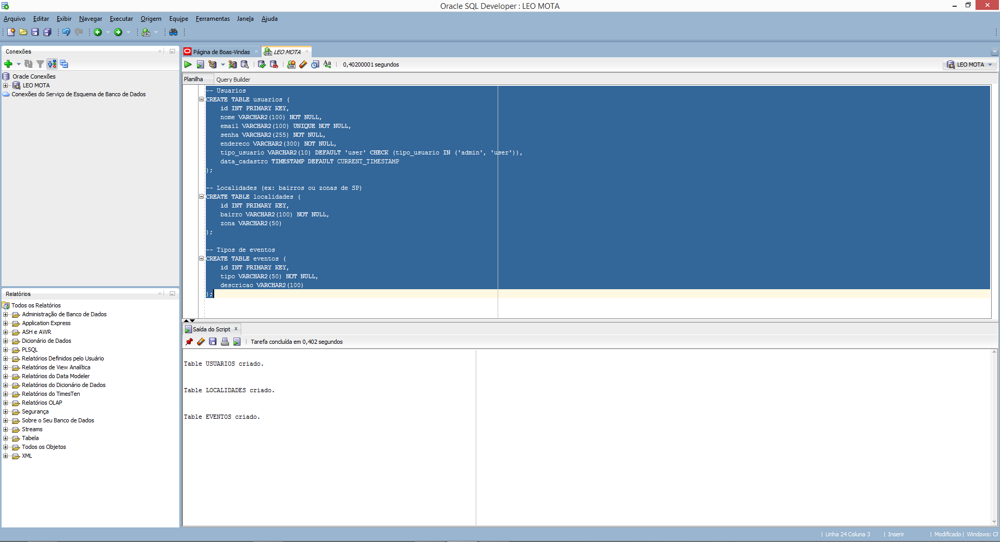 Oracle SQL Developer : LEO MOTA
Arquivo Editar Exibir Navegar Executar Origem Equipe Ferramentas Janela Ajuda
Conexões
Oracle Conexões
LEO MOTA
Conexões do Serviço de Esquema de Banco de Dados
Relatórios
Todos os Relatórios
Administração de Banco de Dados
Application Express
ASH e AWR
Dicionário de Dados
PLSQL
Relatórios Definidos pelo Usuário
Relatórios de View Analítica
Relatórios do Data Modeler
Relatórios do Dicionário de Dados
Relatórios do TimesTen
Relatórios OLAP
Segurança
Sobre o Seu Banco de Dados
Streams
Tabela
Todos os Objetos
XML
Página de Boas-Vindas LEO MOTA
0,40200001 segundos LEO MOTA
Planilha Query Builder
-- Usuarios
CREATE TABLE usuarios (
id INT PRIMARY KEY,
nome VARCHAR2(100) NOT NULL,
email VARCHAR2(100) UNIQUE NOT NULL,
senha VARCHAR2(255) NOT NULL,
endereco VARCHAR2(300) NOT NULL,
tipo_usuario VARCHAR2(10) DEFAULT 'user' CHECK (tipo_usuario IN ('admin', 'user')),
data_cadastro TIMESTAMP DEFAULT CURRENT_TIMESTAMP
);
-- Localidades (ex: bairros ou zonas de SP)
CREATE TABLE localidades (
id INT PRIMARY KEY,
bairro VARCHAR2(100) NOT NULL,
zona VARCHAR2(50)
);
-- Tipos de eventos
CREATE TABLE eventos (
id INT PRIMARY KEY,
tipo VARCHAR2(50) NOT NULL,
descricao VARCHAR2(100)
);
Saída do Script
Tarefa concluída em 0,402 segundos
Table USUARIOS criado.
Table LOCALIDADES criado.
Table EVENTOS criado.
Linha 24 Coluna 3 | Inserir | Modificado | Windows: